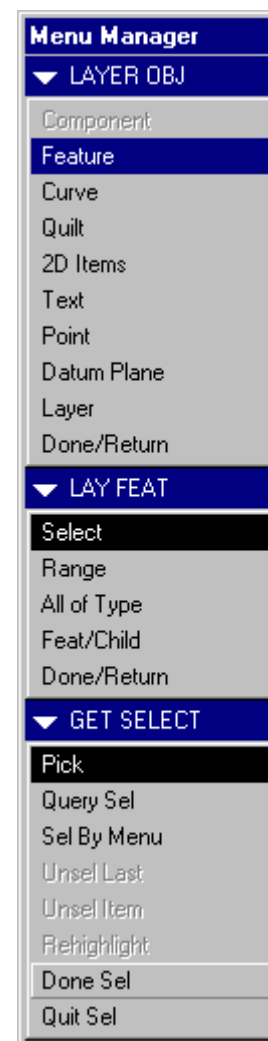 Menu Manager
LAYER OBJ
Component
Feature
Curve
Quilt
2D Items
Text
Point
Datum Plane
Layer
Done/Return
LAY FEAT
Select
Range
All of Type
Feat/Child
Done/Return
GET SELECT
Pick
Query Sel
Sel By Menu
Unsel Last
Unsel Item
Rehighlight
Done Sel
Quit Sel